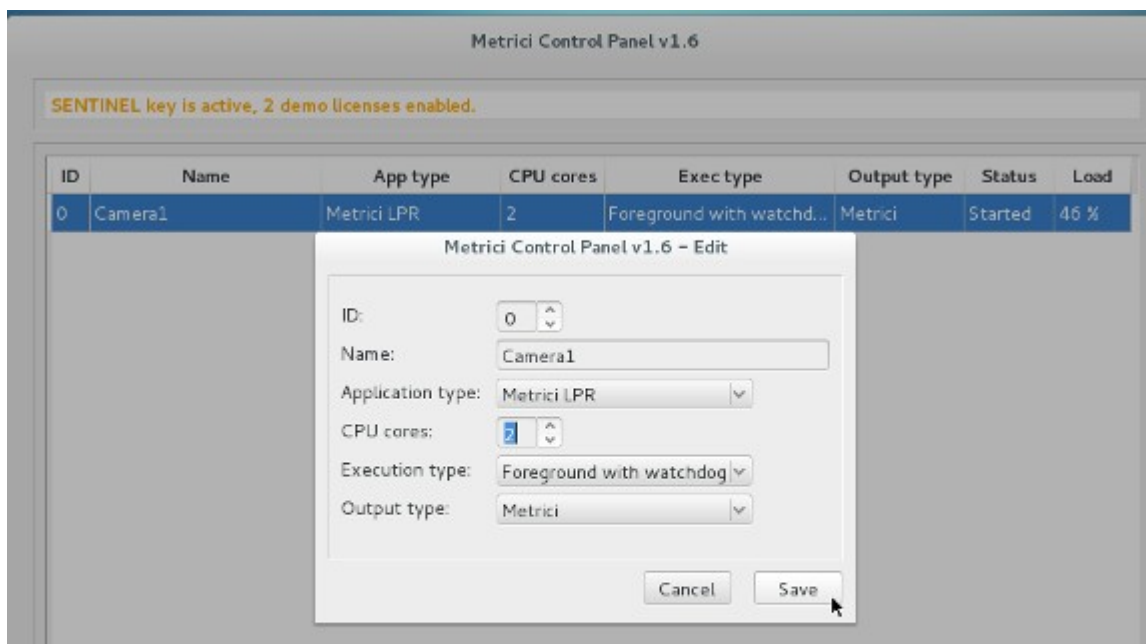 Metrici Control Panel v1.6
SENTINEL key is active, 2 demo licenses enabled.
ID Name App type CPU cores Exec type Output type Status Load
0 Camera1 Metrici LPR 2 Foreground with watchd... Metrici Started 46 %
Metrici Control Panel v1.6 - Edit
ID: 0
Name: Camera1
Application type: Metrici LPR
CPU cores: 2
Execution type: Foreground with watchdog
Output type: Metrici
Cancel Save